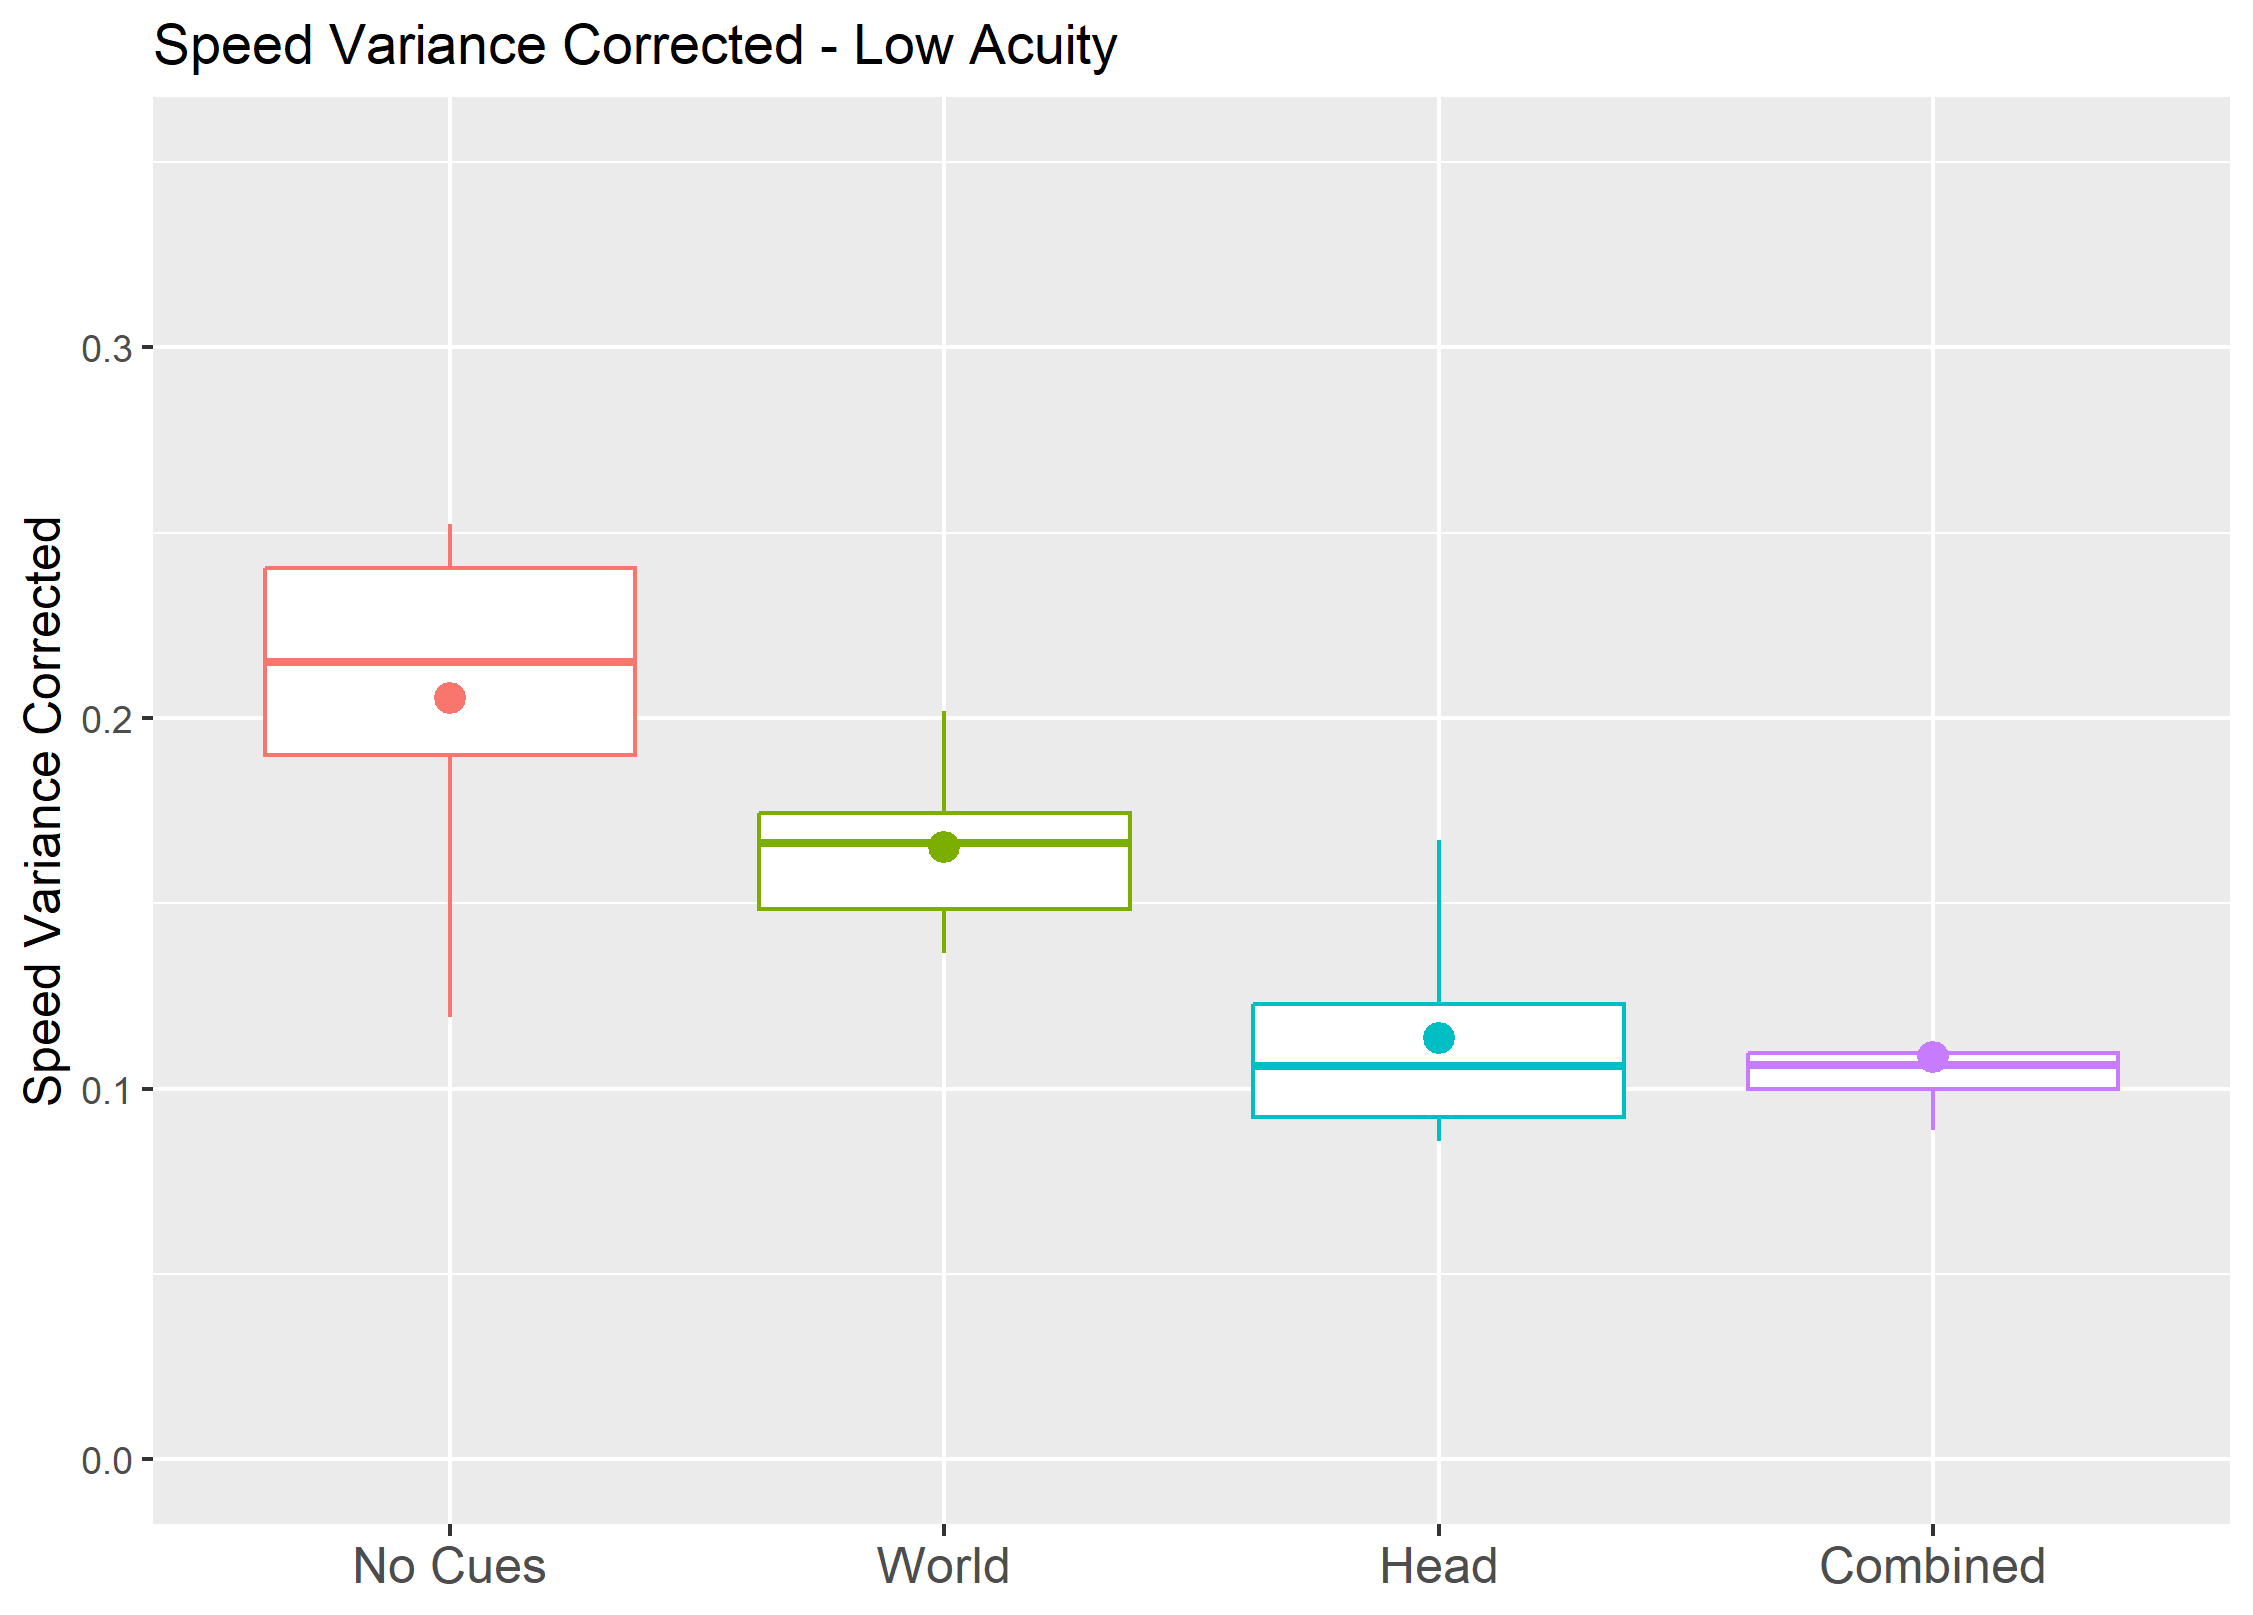 Speed Variance Corrected - Low Acuity
Speed Variance Corrected
0.3
0.2
0.1
0.0
No Cues World Head Combined